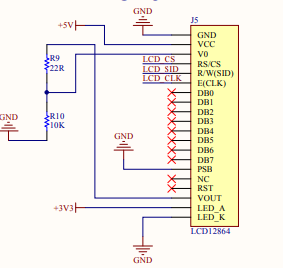 GND
J5
+5V
GND
VCC
V0
LCD_CS
RS/CS
LCD_SID
R/W(SID)
LCD_CLK
E(CLK)
R9
22R
DB0
DB1
DB2
DB3
DB4
DB5
DB6
DB7
R10
10K
GND
GND
PSB
NC
RST
VOUT
+3V3
LED_A
LED_K
LCD12864
GND